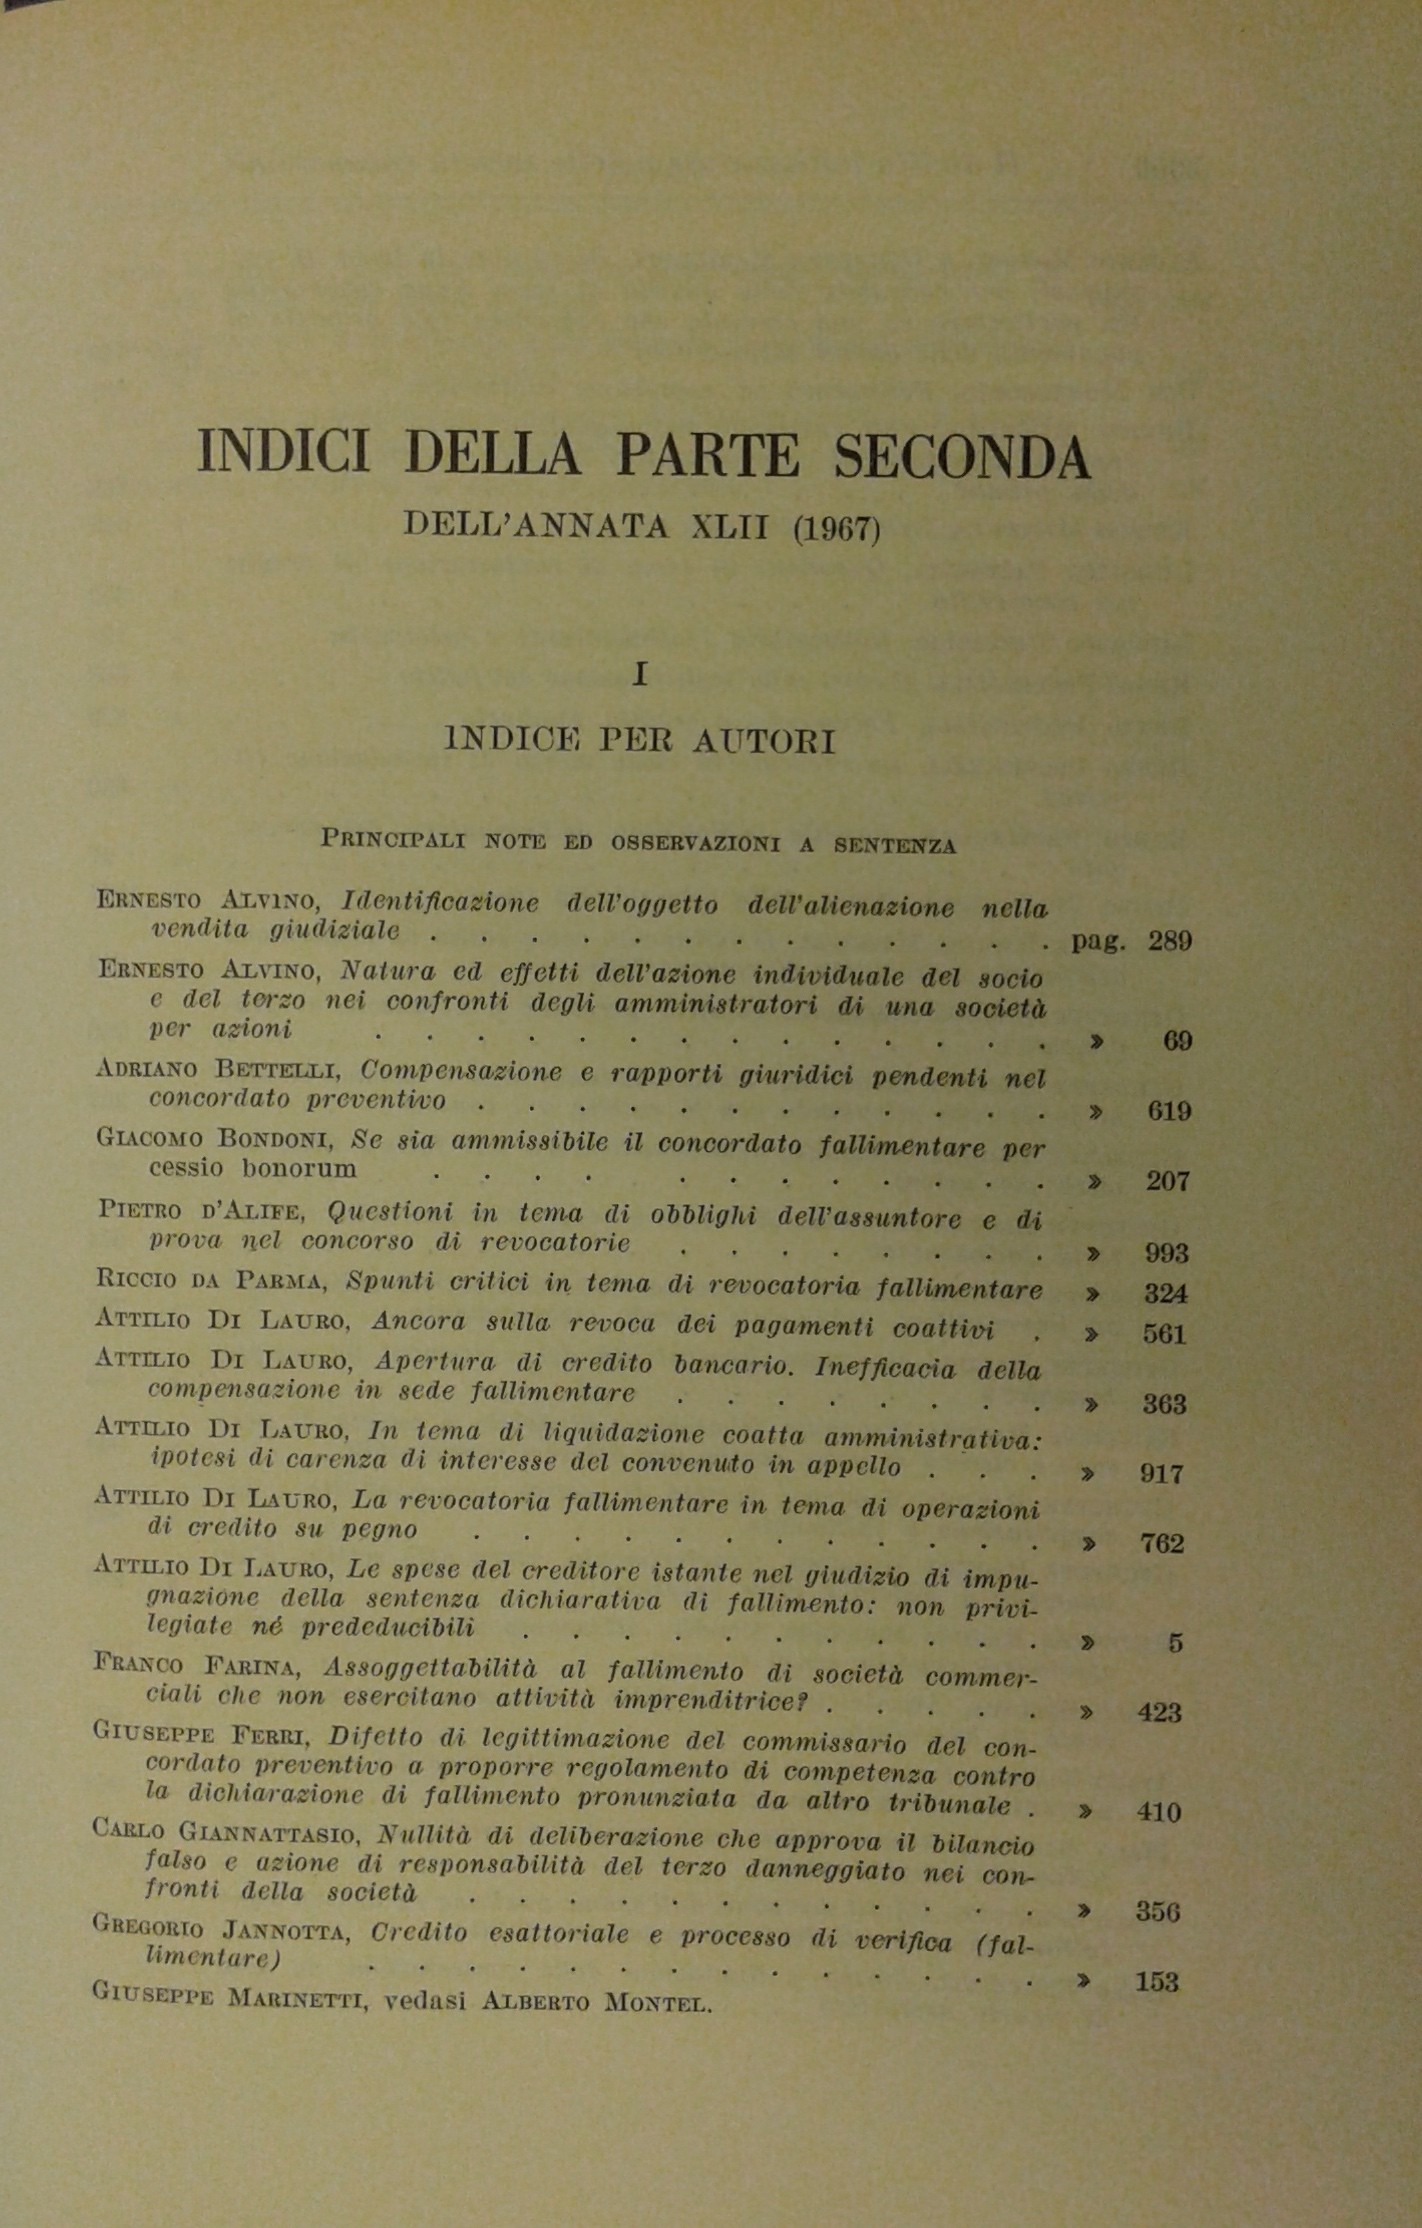 INDICI DELLA PARTE SECONDA
DELL'ANNATA XLII (1967)
I
INDICE PER AUTORI
PRINCIPALI NOTE ED OSSERVAZIONI A SENTENZA
ERNESTO ALVINO, Identificazione dell'oggetto dell'alienazione nella
vendita giudiziale . . . . . . . . . . . . . pag. 289
ERNESTO ALVINO, Natura ed effetti dell'azione individuale del socio
e del terzo nei confronti degli amministratori di una società
per azioni . . . . . . . . . . . . . . » 69
ADRIANO BETTELLI, Compensazione e rapporti giuridici pendenti nel
concordato preventivo . . . . . . . . . . . . » 619
GIACOMO BONDONI, Se sia ammissibile il concordato fallimentare per
cessio bonorum . . . . . . . . . . . . » 207
PIETRO D'ALIFE, Questioni in tema di obblighi dell'assuntore e di
prova nel concorso di revocatorie . . . . . . . . » 993
RICCIO DA PARMA, Spunti critici in tema di revocatoria fallimentare » 324
ATTILIO DI LAURO, Ancora sulla revoca dei pagamenti coattivi . » 561
ATTILIO DI LAURO, Apertura di credito bancario. Inefficacia della
compensazione in sede fallimentare . . . . . . . . » 363
ATTILIO DI LAURO, In tema di liquidazione coatta amministrativa:
ipotesi di carenza di interesse del convenuto in appello . . . » 917
ATTILIO DI LAURO, La revocatoria fallimentare in tema di operazioni
di credito su pegno . . . . . . . . . . . . » 762
ATTILIO DI LAURO, Le spese del creditore istante nel giudizio di impu-
gnazione della sentenza dichiarativa di fallimento: non privi-
legiate né prededucibili . . . . . . . . . . . » 5
FRANCO FARINA, Assoggettabilità al fallimento di società commer-
ciali che non esercitano attività imprenditrice? . . . . . » 423
GIUSEPPE FERRI, Difetto di legittimazione del commissario del con-
cordato preventivo a proporre regolamento di competenza contro
la dichiarazione di fallimento pronunziata da altro tribunale . » 410
CARLO GIANNATTASIO, Nullità di deliberazione che approva il bilancio
falso e azione di responsabilità del terzo danneggiato nei con-
fronti della società . . . . . . . . . . . . » 356
GREGORIO JANNOTTA, Credito esattoriale e processo di verifica (fal-
limentare) . . . . . . . . . . . . . . » 153
GIUSEPPE MARINETTI, vedasi ALBERTO MONTEL.